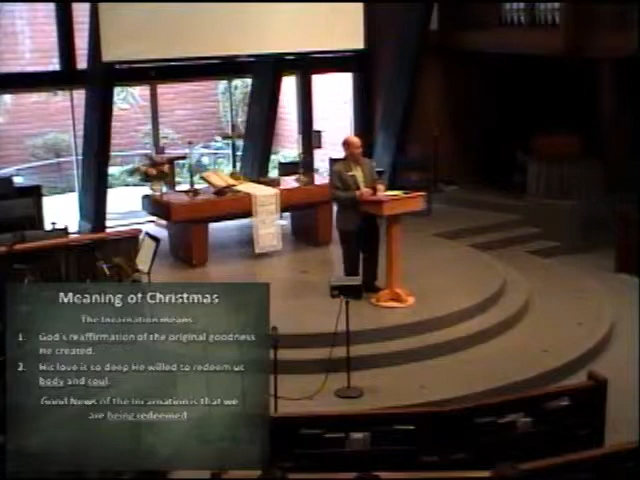 Meaning of Christmas
The Incarnation means
1. God's reaffirmation of the original goodness
He created.
2. His love is so deep He willed to redeem us
body and soul.
Good News of the Incarnation is that we
are being redeemed